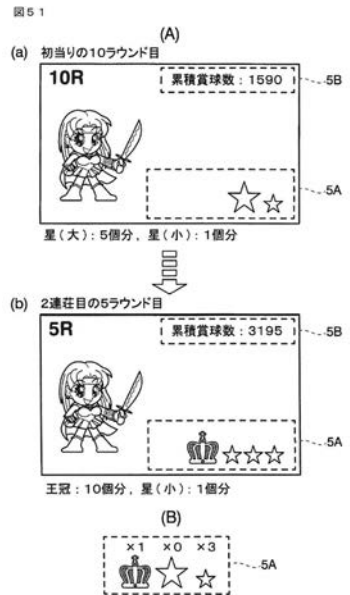 図51
(A)
(a) 初当りの10ラウンド目
10R
累積賞球数:1590
5B
5A
星(大):5個分,星(小):1個分
(b) 2連荘目の5ラウンド目
5R
累積賞球数:3195
5B
5A
王冠:10個分,星(小):1個分
(B)
×1 ×0 ×3
5A